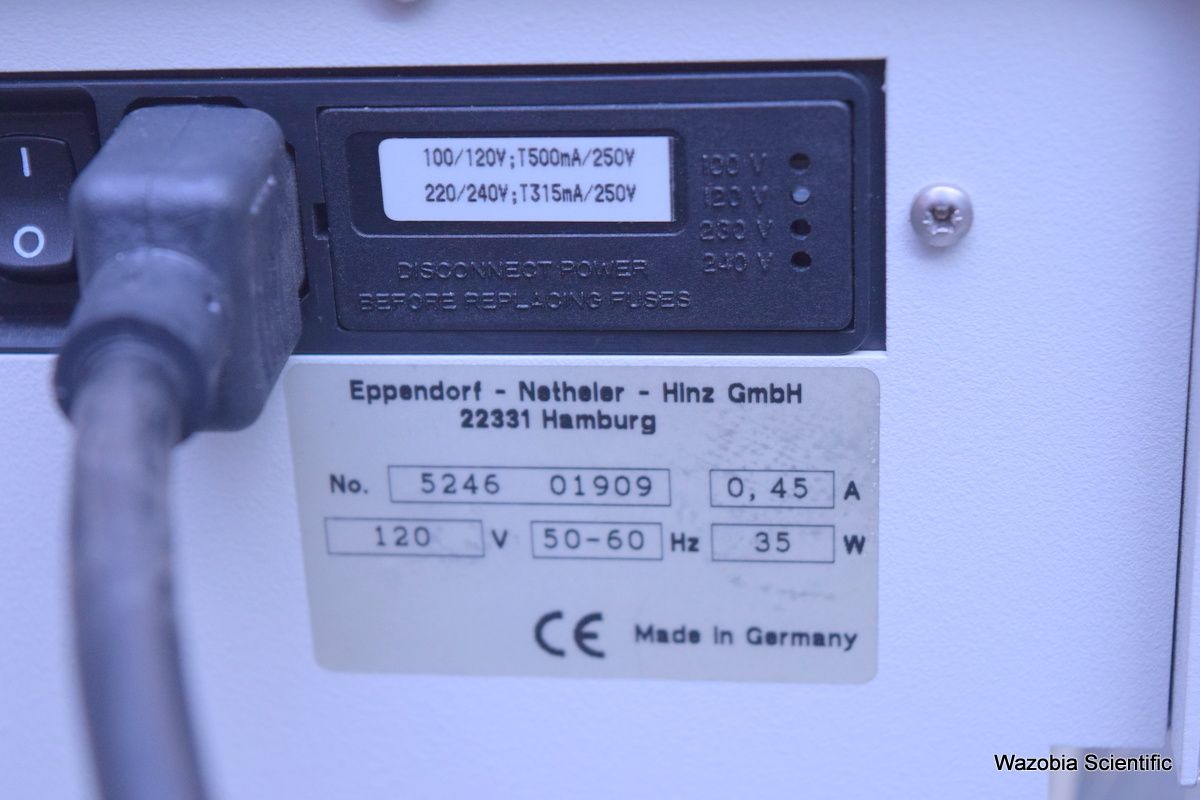 I
O
100/120V;T500mA/250V
220/240V;T315mA/250V
100 V
120 V
230 V
240 V
DISCONNECT POWER
BEFORE REPLACING FUSES
Eppendorf - Netheler - Hinz GmbH
22331 Hamburg
No. 5246 01909 0,45 A
120 V 50-60 Hz 35 W
CE Made in Germany
Wazobia Scientific